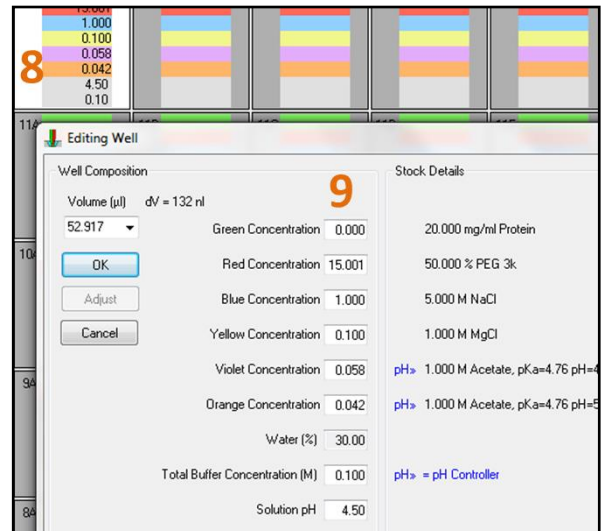 1.000
0.100
0.058
0.042
4.50
0.10
8
11A
Editing Well
Well Composition
Stock Details
9
Volume (µl) dV = 132 nl
52.917
Green Concentration 0.000 20.000 mg/ml Protein
OK
Red Concentration 15.001 50.000 % PEG 3k
Adjust
Blue Concentration 1.000 5.000 M NaCl
Cancel
Yellow Concentration 0.100 1.000 M MgCl
Violet Concentration 0.058 pH» 1.000 M Acetate, pKa=4.76 pH=4
Orange Concentration 0.042 pH» 1.000 M Acetate, pKa=4.76 pH=5
Water (%) 30.00
Total Buffer Concentration (M) 0.100 pH» = pH Controller
Solution pH 4.50
10
9A
8A